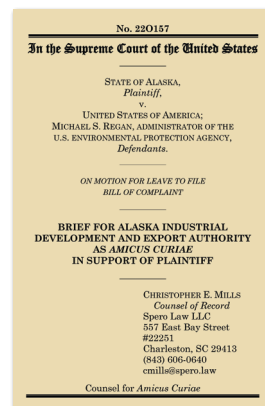 No. 22O157
In the Supreme Court of the United States
STATE OF ALASKA,
Plaintiff,
v.
UNITED STATES OF AMERICA;
MICHAEL S. REGAN, ADMINISTRATOR OF THE
U.S. ENVIRONMENTAL PROTECTION AGENCY,
Defendants.
ON MOTION FOR LEAVE TO FILE
BILL OF COMPLAINT
BRIEF FOR ALASKA INDUSTRIAL
DEVELOPMENT AND EXPORT AUTHORITY
AS AMICUS CURIAE
IN SUPPORT OF PLAINTIFF
CHRISTOPHER E. MILLS
Counsel of Record
Spero Law LLC
557 East Bay Street
#22251
Charleston, SC 29413
(843) 606-0640
cmills@spero.law
Counsel for Amicus Curiae